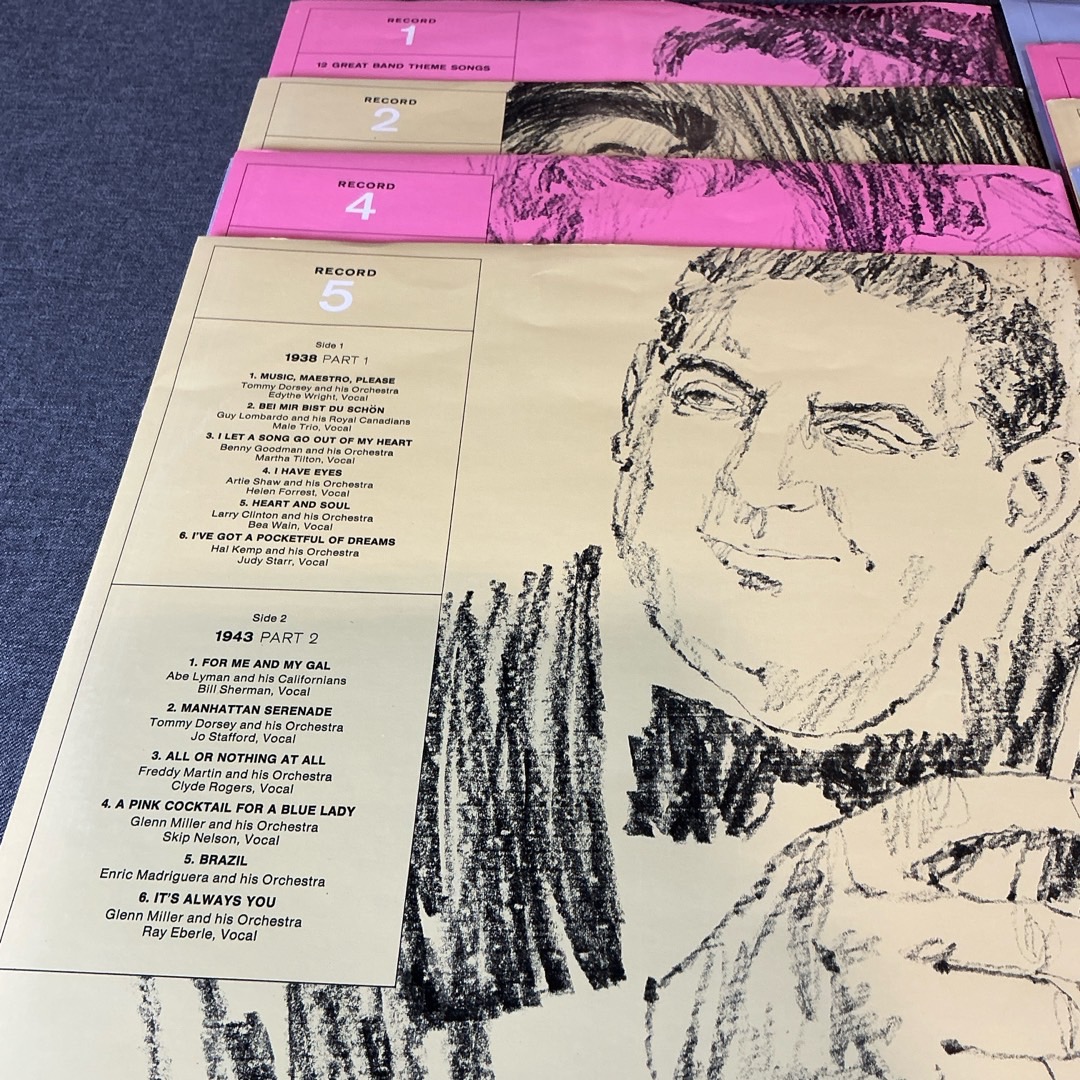 RECORD
1
12 GREAT BAND THEME SONGS
RECORD
2
RECORD
4
RECORD
5
Side 1
1938 PART 1
1. MUSIC, MAESTRO, PLEASE
Tommy Dorsey and his Orchestra
Edythe Wright, Vocal
2. BEI MIR BIST DU SCHÖN
Guy Lombardo and his Royal Canadians
Male Trio, Vocal
3. I LET A SONG GO OUT OF MY HEART
Benny Goodman and his Orchestra
Martha Tilton, Vocal
4. I HAVE EYES
Artie Shaw and his Orchestra
Helen Forrest, Vocal
5. HEART AND SOUL
Larry Clinton and his Orchestra
Bea Wain, Vocal
6. I'VE GOT A POCKETFUL OF DREAMS
Hal Kemp and his Orchestra
Judy Starr, Vocal
Side 2
1943 PART 2
1. FOR ME AND MY GAL
Abe Lyman and his Californians
Bill Sherman, Vocal
2. MANHATTAN SERENADE
Tommy Dorsey and his Orchestra
Jo Stafford, Vocal
3. ALL OR NOTHING AT ALL
Freddy Martin and his Orchestra
Clyde Rogers, Vocal
4. A PINK COCKTAIL FOR A BLUE LADY
Glenn Miller and his Orchestra
Skip Nelson, Vocal
5. BRAZIL
Enric Madriguera and his Orchestra
6. IT'S ALWAYS YOU
Glenn Miller and his Orchestra
Ray Eberle, Vocal